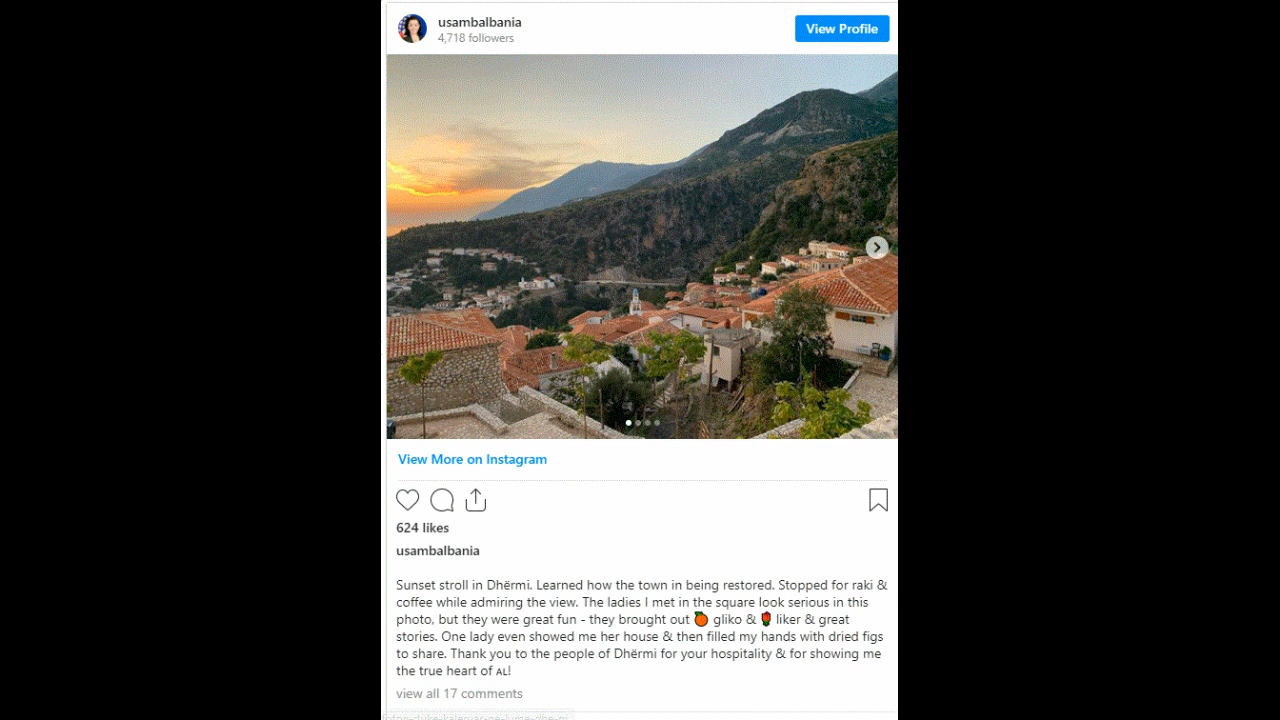 usambalbania
4,718 followers
View Profile
View More on Instagram
624 likes
usambalbania
Sunset stroll in Dhërmi. Learned how the town in being restored. Stopped for raki &
coffee while admiring the view. The ladies I met in the square look serious in this
photo, but they were great fun - they brought out 🍊 gliko & 🌹 liker & great
stories. One lady even showed me her house & then filled my hands with dried figs
to share. Thank you to the people of Dhërmi for your hospitality & for showing me
the true heart of AL!
view all 17 comments